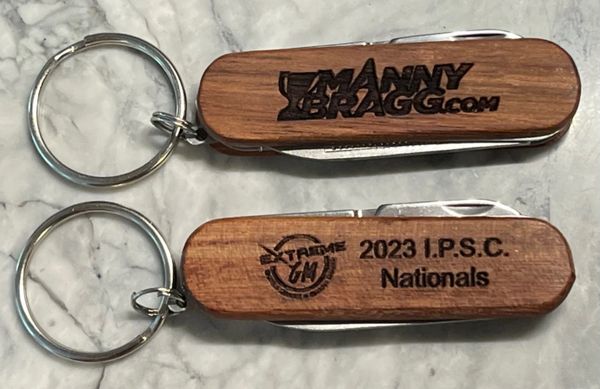 MANNY
BRAGG.COM
EXTREME
GM
2023 I.P.S.C.
Nationals